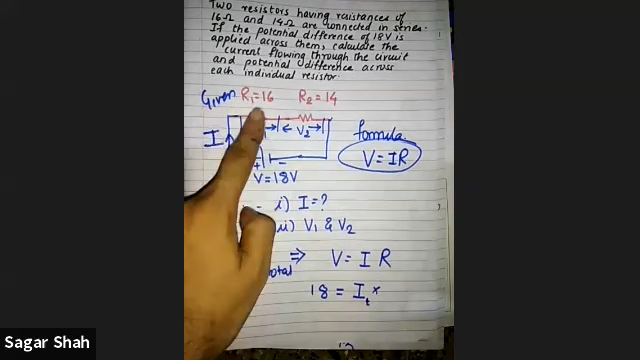 Two resistors having resistances of
16Ω and 14Ω are connected in series.
If the potential difference of 18V is
applied across them, calculate the
current flowing through the circuit
and potential difference across
each individual resistor.
Given R₁=16 R₂=14
V₂
I
formula
V=IR
+ -
V=18V
- i) I=?
ii) V₁ & V₂
⇒ V= I R
total
18 = Iₜ ×
Sagar Shah